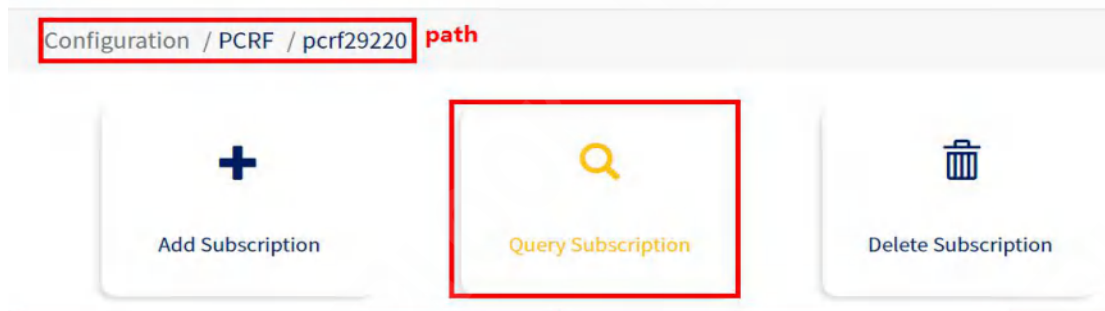 Configuration / PCRF / pcrf29220 path
Add Subscription
Query Subscription
Delete Subscription